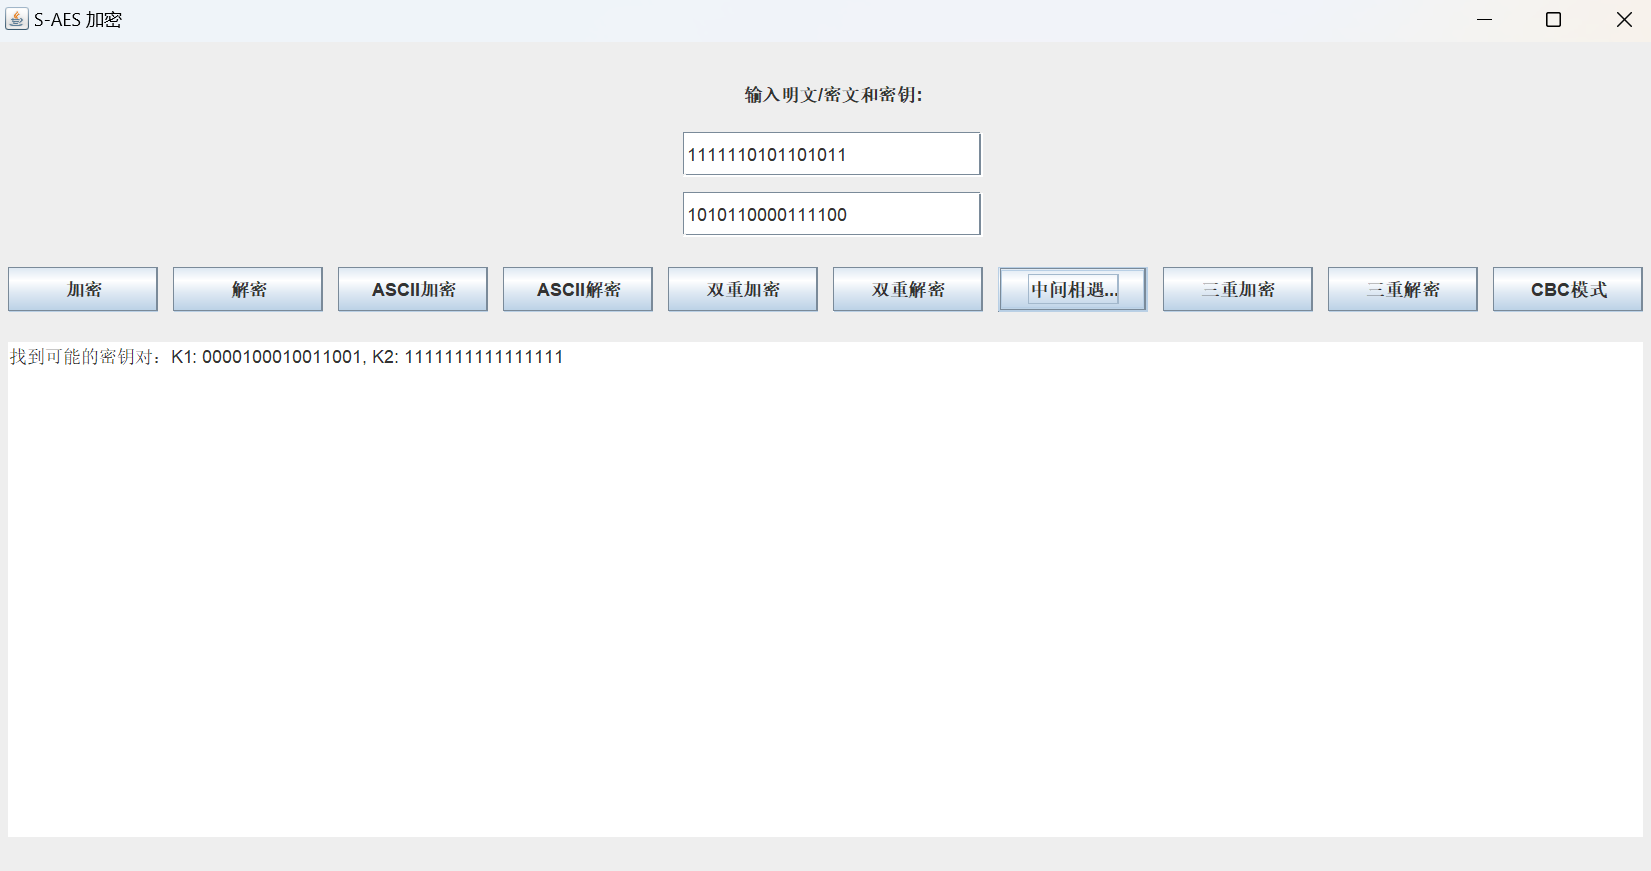 S-AES 加密
输入明文/密文和密钥:
1111110101101011
1010110000111100
加密 解密 ASCII加密 ASCII解密 双重加密 双重解密 中间相遇... 三重加密 三重解密 CBC模式
找到可能的密钥对：K1: 0000100010011001, K2: 1111111111111111